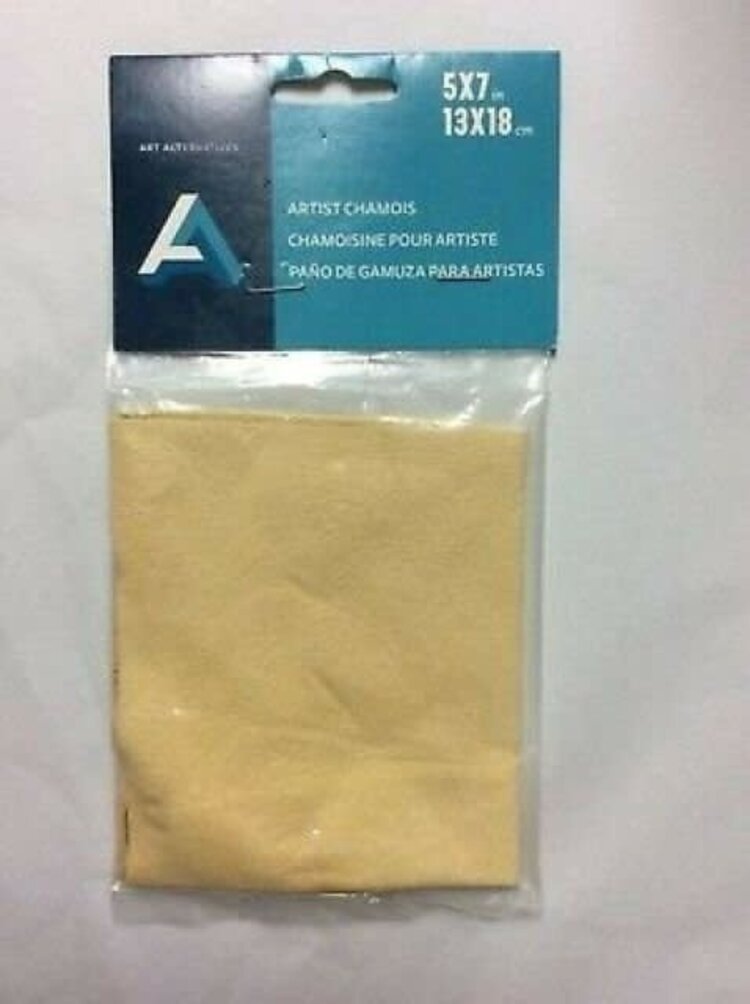 5X7 in
13X18 cm
ART ALTERNATIVES
A
ARTIST CHAMOIS
CHAMOISINE POUR ARTISTE
PAÑO DE GAMUZA PARA ARTISTAS